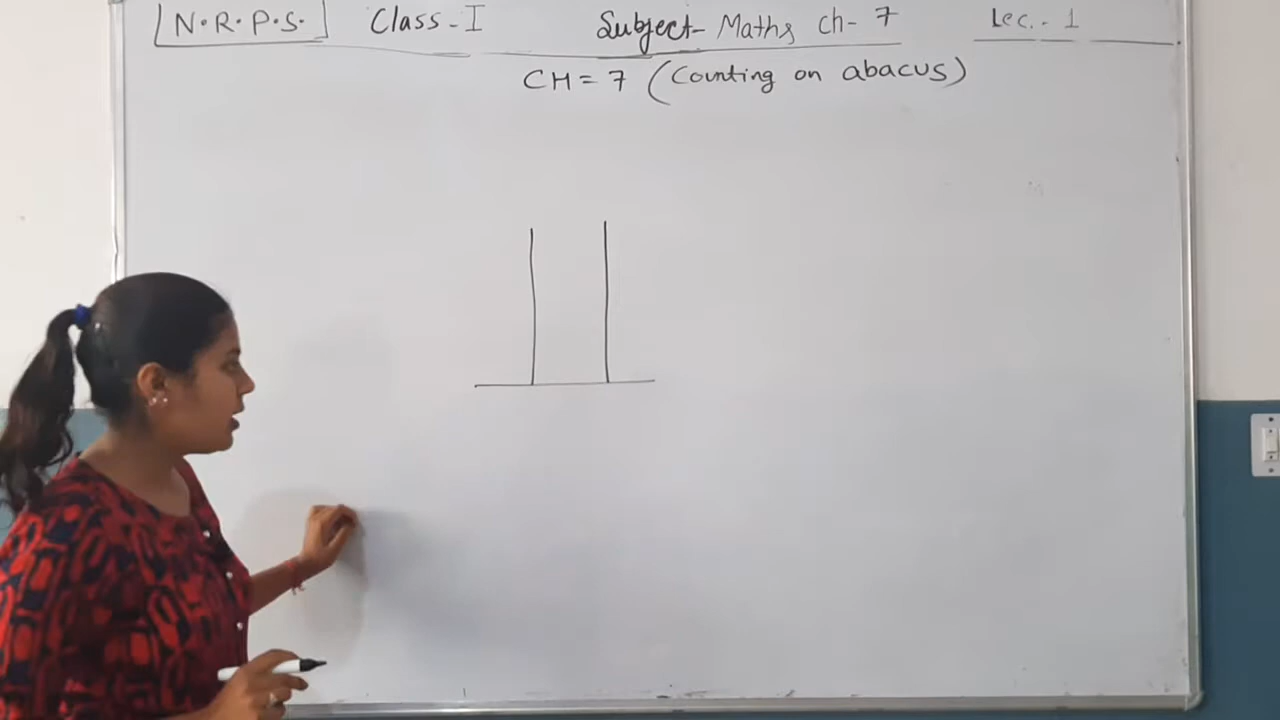 N.R.P.S. Class-I Subject- Maths Ch- 7 Lec.- 1
CH = 7 (Counting on abacus)